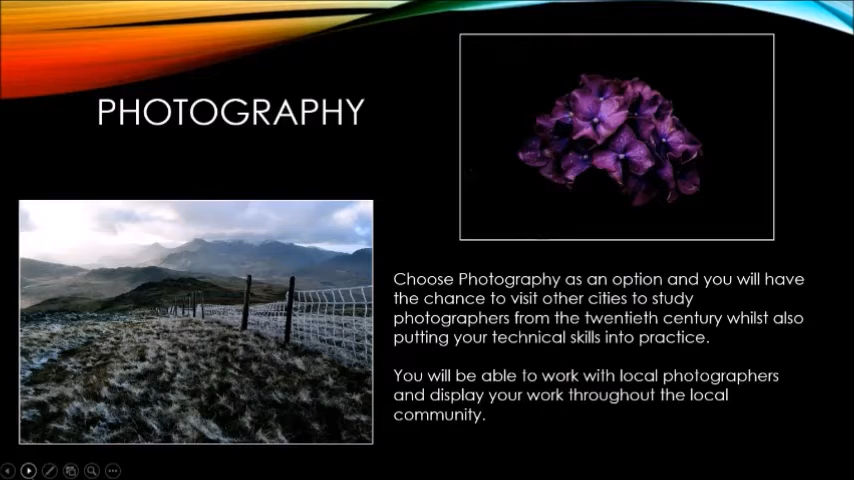 PHOTOGRAPHY
Choose Photography as an option and you will have
the chance to visit other cities to study
photographers from the twentieth century whilst also
putting your technical skills into practice.
You will be able to work with local photographers
and display your work throughout the local
community.